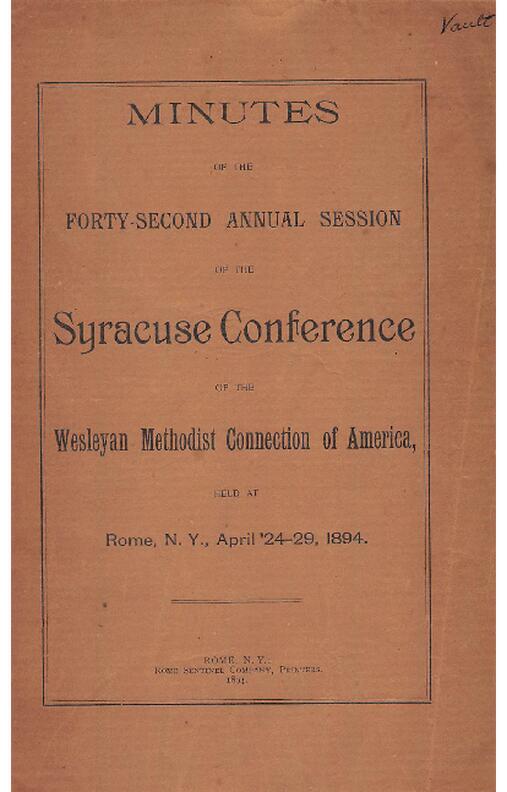 Vault
MINUTES
OF THE
FORTY-SECOND ANNUAL SESSION
OF THE
Syracuse Conference
OF THE
Wesleyan Methodist Connection of America,
HELD AT
Rome, N. Y., April '24–29, 1894.
ROME, N. Y.:
ROME SENTINEL COMPANY, PRINTERS.
1894.